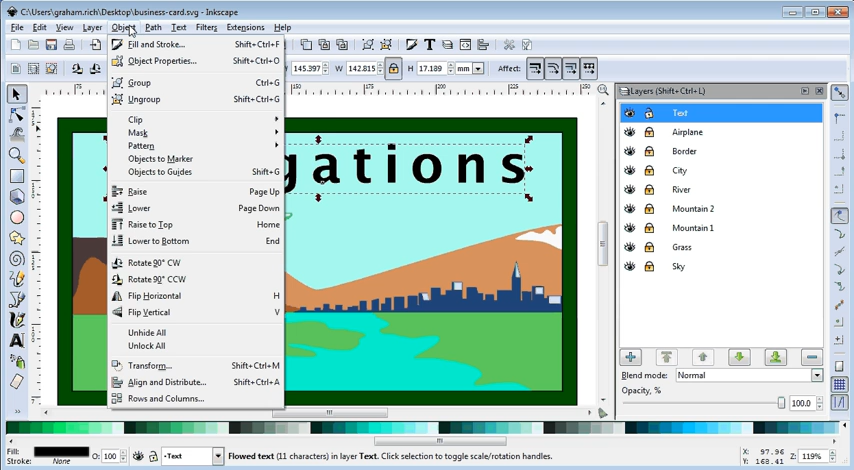 C:\Users\graham.rich\Desktop\business-card.svg - Inkscape
File Edit View Layer Object Path Text Filters Extensions Help
145.397 W 142.815 H 17.189 mm Affect:
Fill and Stroke... Shift+Ctrl+F
Object Properties... Shift+Ctrl+O
Group Ctrl+G
Ungroup Shift+Ctrl+G
Clip
Mask
Pattern
Objects to Marker
Objects to Guides Shift+G
Raise Page Up
Lower Page Down
Raise to Top Home
Lower to Bottom End
Rotate 90° CW
Rotate 90° CCW
Flip Horizontal H
Flip Vertical V
Unhide All
Unlock All
Transform... Shift+Ctrl+M
Align and Distribute... Shift+Ctrl+A
Rows and Columns...
gations
Layers (Shift+Ctrl+L)
Text
Airplane
Border
City
River
Mountain 2
Mountain 1
Grass
Sky
Blend mode: Normal
Opacity, %
100.0
Fill:
Stroke: None O: 100 •Text Flowed text (11 characters) in layer Text. Click selection to toggle scale/rotation handles. X: 97.96 Z: 119%
Y: 168.41